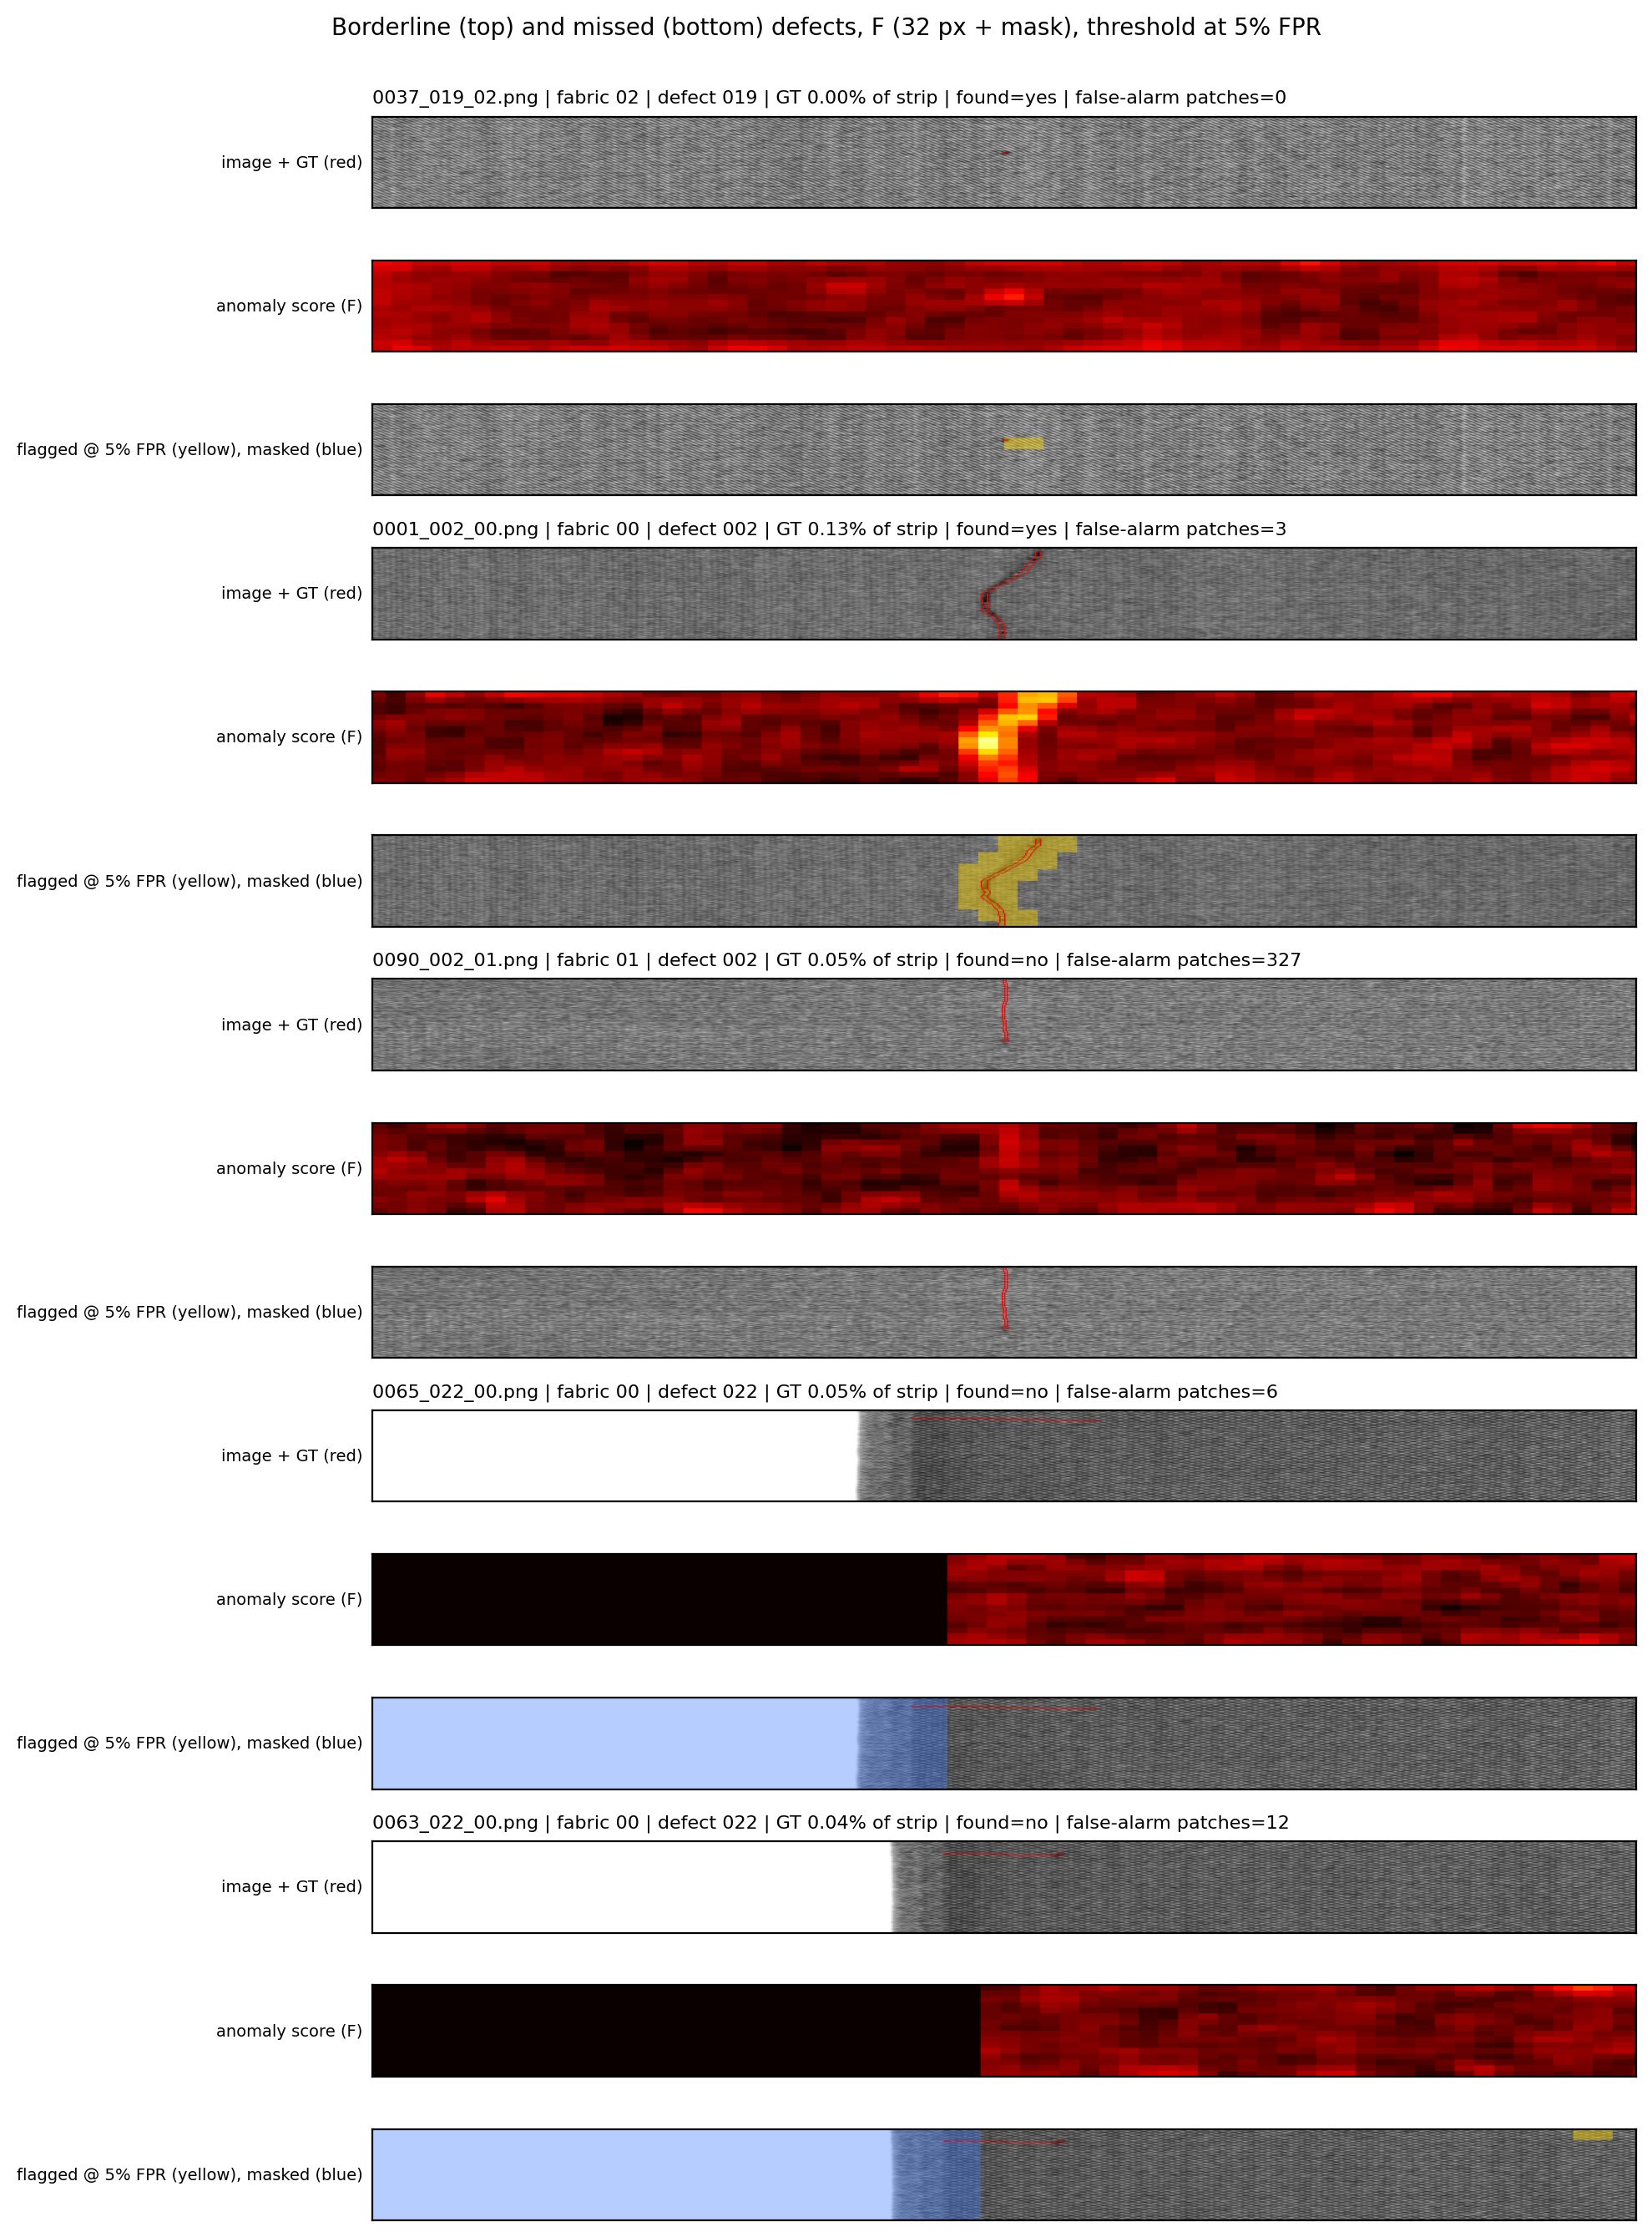 Borderline (top) and missed (bottom) defects, F (32 px + mask), threshold at 5% FPR
0037_019_02.png | fabric 02 | defect 019 | GT 0.00% of strip | found=yes | false-alarm patches=0
image + GT (red)
anomaly score (F)
flagged @ 5% FPR (yellow), masked (blue)
0001_002_00.png | fabric 00 | defect 002 | GT 0.13% of strip | found=yes | false-alarm patches=3
image + GT (red)
anomaly score (F)
flagged @ 5% FPR (yellow), masked (blue)
0090_002_01.png | fabric 01 | defect 002 | GT 0.05% of strip | found=no | false-alarm patches=327
image + GT (red)
anomaly score (F)
flagged @ 5% FPR (yellow), masked (blue)
0065_022_00.png | fabric 00 | defect 022 | GT 0.05% of strip | found=no | false-alarm patches=6
image + GT (red)
anomaly score (F)
flagged @ 5% FPR (yellow), masked (blue)
0063_022_00.png | fabric 00 | defect 022 | GT 0.04% of strip | found=no | false-alarm patches=12
image + GT (red)
anomaly score (F)
flagged @ 5% FPR (yellow), masked (blue)